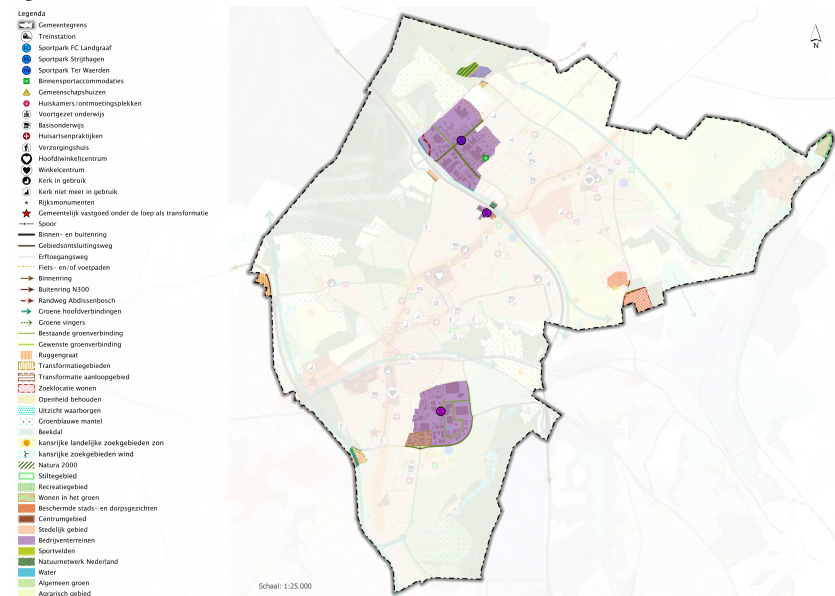 Legenda
Gemeentegrens
Treinstation
Sportpark FC Landgraaf
Sportpark Strijthagen
Sportpark Ter Waerden
Binnensportaccommodaties
Gemeenschapshuizen
Huiskamers/ontmoetingsplekken
Voortgezet onderwijs
Basisonderwijs
Huisartsenpraktijken
Verzorgingshuis
Hoofd(winkel)centrum
Winkelcentrum
Kerk in gebruik
Kerk niet meer in gebruik
Rijksmonumenten
Gemeentelijk vastgoed onder de loep als transformatie
Spoor
Binnen- en buitenring
Gebiedsontsluitingsweg
Erftoegangsweg
Fiets- en/of voetpaden
Binnenring
Buitenring N300
Randweg Abdissenbosch
Groene hoofdverbindingen
Groene vingers
Bestaande groenverbinding
Gewenste groenverbinding
Ruggengraat
Transformatiegebieden
Transformatie aanloopgebied
Zoeklocatie wonen
Openheid behouden
Uitzicht waarborgen
Groenblauwe mantel
Beekdal
kansrijke landelijke zoekgebieden zon
kansrijke zoekgebieden wind
Natura 2000
Stiltegebied
Recreatiegebied
Wonen in het groen
Beschermde stads- en dorpsgezichten
Centrumgebied
Stedelijk gebied
Bedrijventerreinen
Sportvelden
Natuurnetwerk Nederland
Water
Algemeen groen
Agrarisch gebied
N
Schaal: 1:25.000